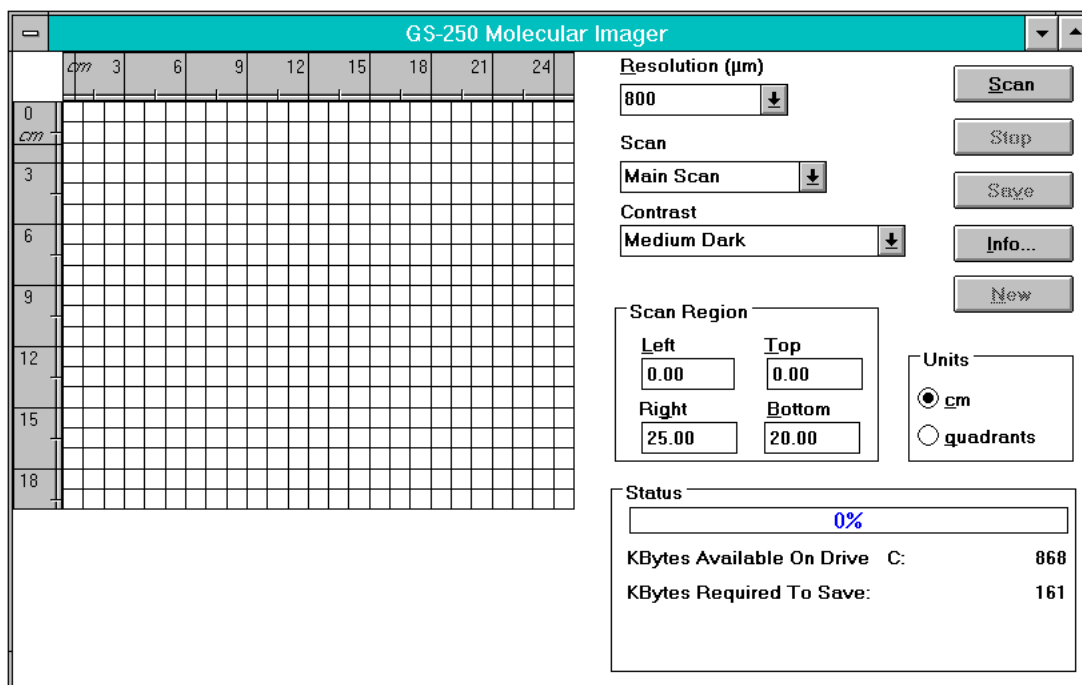 GS-250 Molecular Imager
cm 3 6 9 12 15 18 21 24
0
cm
3
6
9
12
15
18
Resolution (µm)
800
Scan
Main Scan
Contrast
Medium Dark
Scan
Stop
Save
Info...
New
Scan Region
Left Top
0.00 0.00
Right Bottom
25.00 20.00
Units
cm
quadrants
Status
0%
KBytes Available On Drive C: 868
KBytes Required To Save: 161